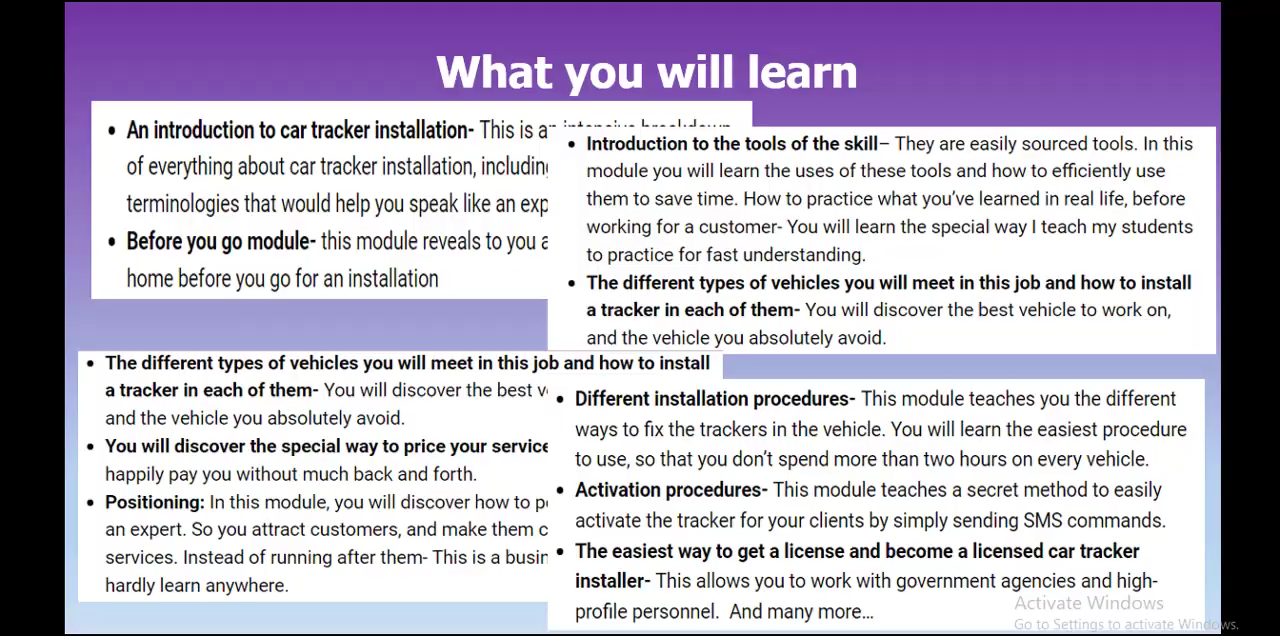 What you will learn
• An introduction to car tracker installation- This is an intensive breakdown
of everything about car tracker installation, including
terminologies that would help you speak like an exp
• Before you go module- this module reveals to you a
home before you go for an installation
• Introduction to the tools of the skill– They are easily sourced tools. In this
module you will learn the uses of these tools and how to efficiently use
them to save time. How to practice what you’ve learned in real life, before
working for a customer- You will learn the special way I teach my students
to practice for fast understanding.
• The different types of vehicles you will meet in this job and how to install
a tracker in each of them- You will discover the best vehicle to work on,
and the vehicle you absolutely avoid.
• The different types of vehicles you will meet in this job and how to install
a tracker in each of them- You will discover the best ve
and the vehicle you absolutely avoid.
• You will discover the special way to price your service
happily pay you without much back and forth.
• Positioning: In this module, you will discover how to p
an expert. So you attract customers, and make them c
services. Instead of running after them- This is a busin
hardly learn anywhere.
• Different installation procedures- This module teaches you the different
ways to fix the trackers in the vehicle. You will learn the easiest procedure
to use, so that you don’t spend more than two hours on every vehicle.
• Activation procedures- This module teaches a secret method to easily
activate the tracker for your clients by simply sending SMS commands.
• The easiest way to get a license and become a licensed car tracker
installer- This allows you to work with government agencies and high-
profile personnel. And many more…
Activate Windows
Go to Settings to activate Windows.